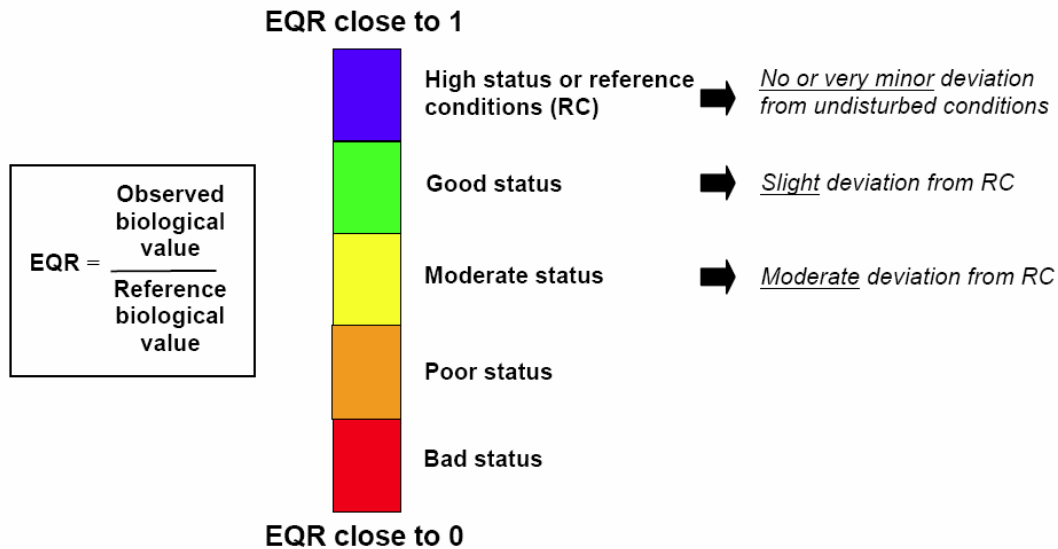 EQR close to 1
High status or reference
conditions (RC)
No or very minor deviation
from undisturbed conditions
Good status
Slight deviation from RC
Observed
biological
value
EQR =
Reference
biological
value
Moderate status
Moderate deviation from RC
Poor status
Bad status
EQR close to 0